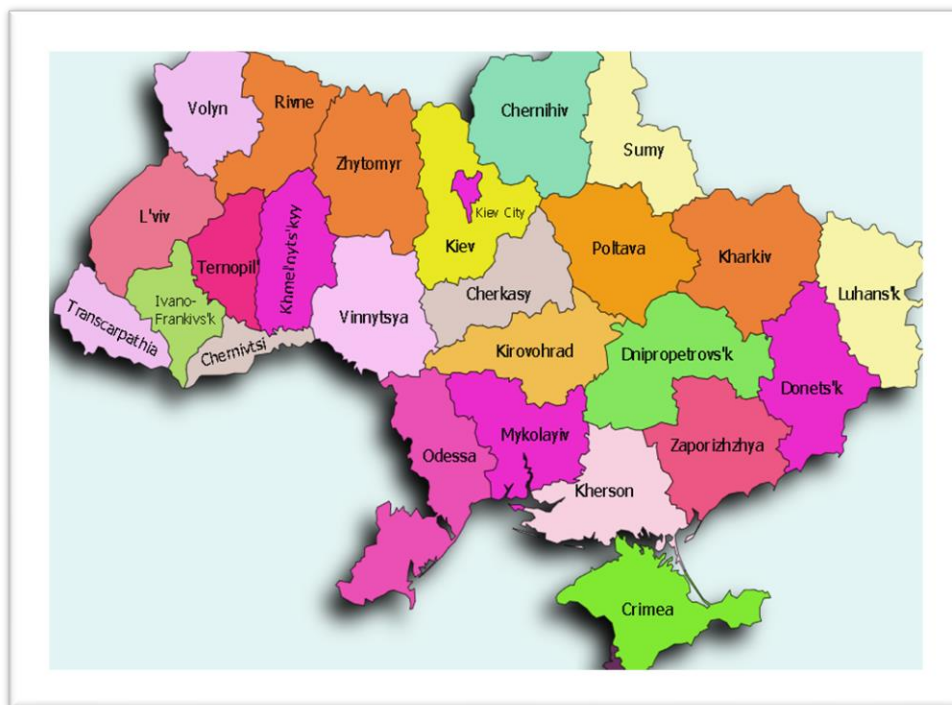 Volyn
Rivne
Zhytomyr
Chernihiv
Sumy
Kiev City
Kiev
L'viv
Ternopil'
Khmel'nyts'kyy
Poltava
Kharkiv
Luhans'k
Cherkasy
Vinnytsya
Ivano-
Frankivs'k
Transcarpathia
Chernivtsi
Kirovohrad
Dnipropetrovs'k
Donets'k
Odessa
Mykolayiv
Zaporizhzhya
Kherson
Crimea